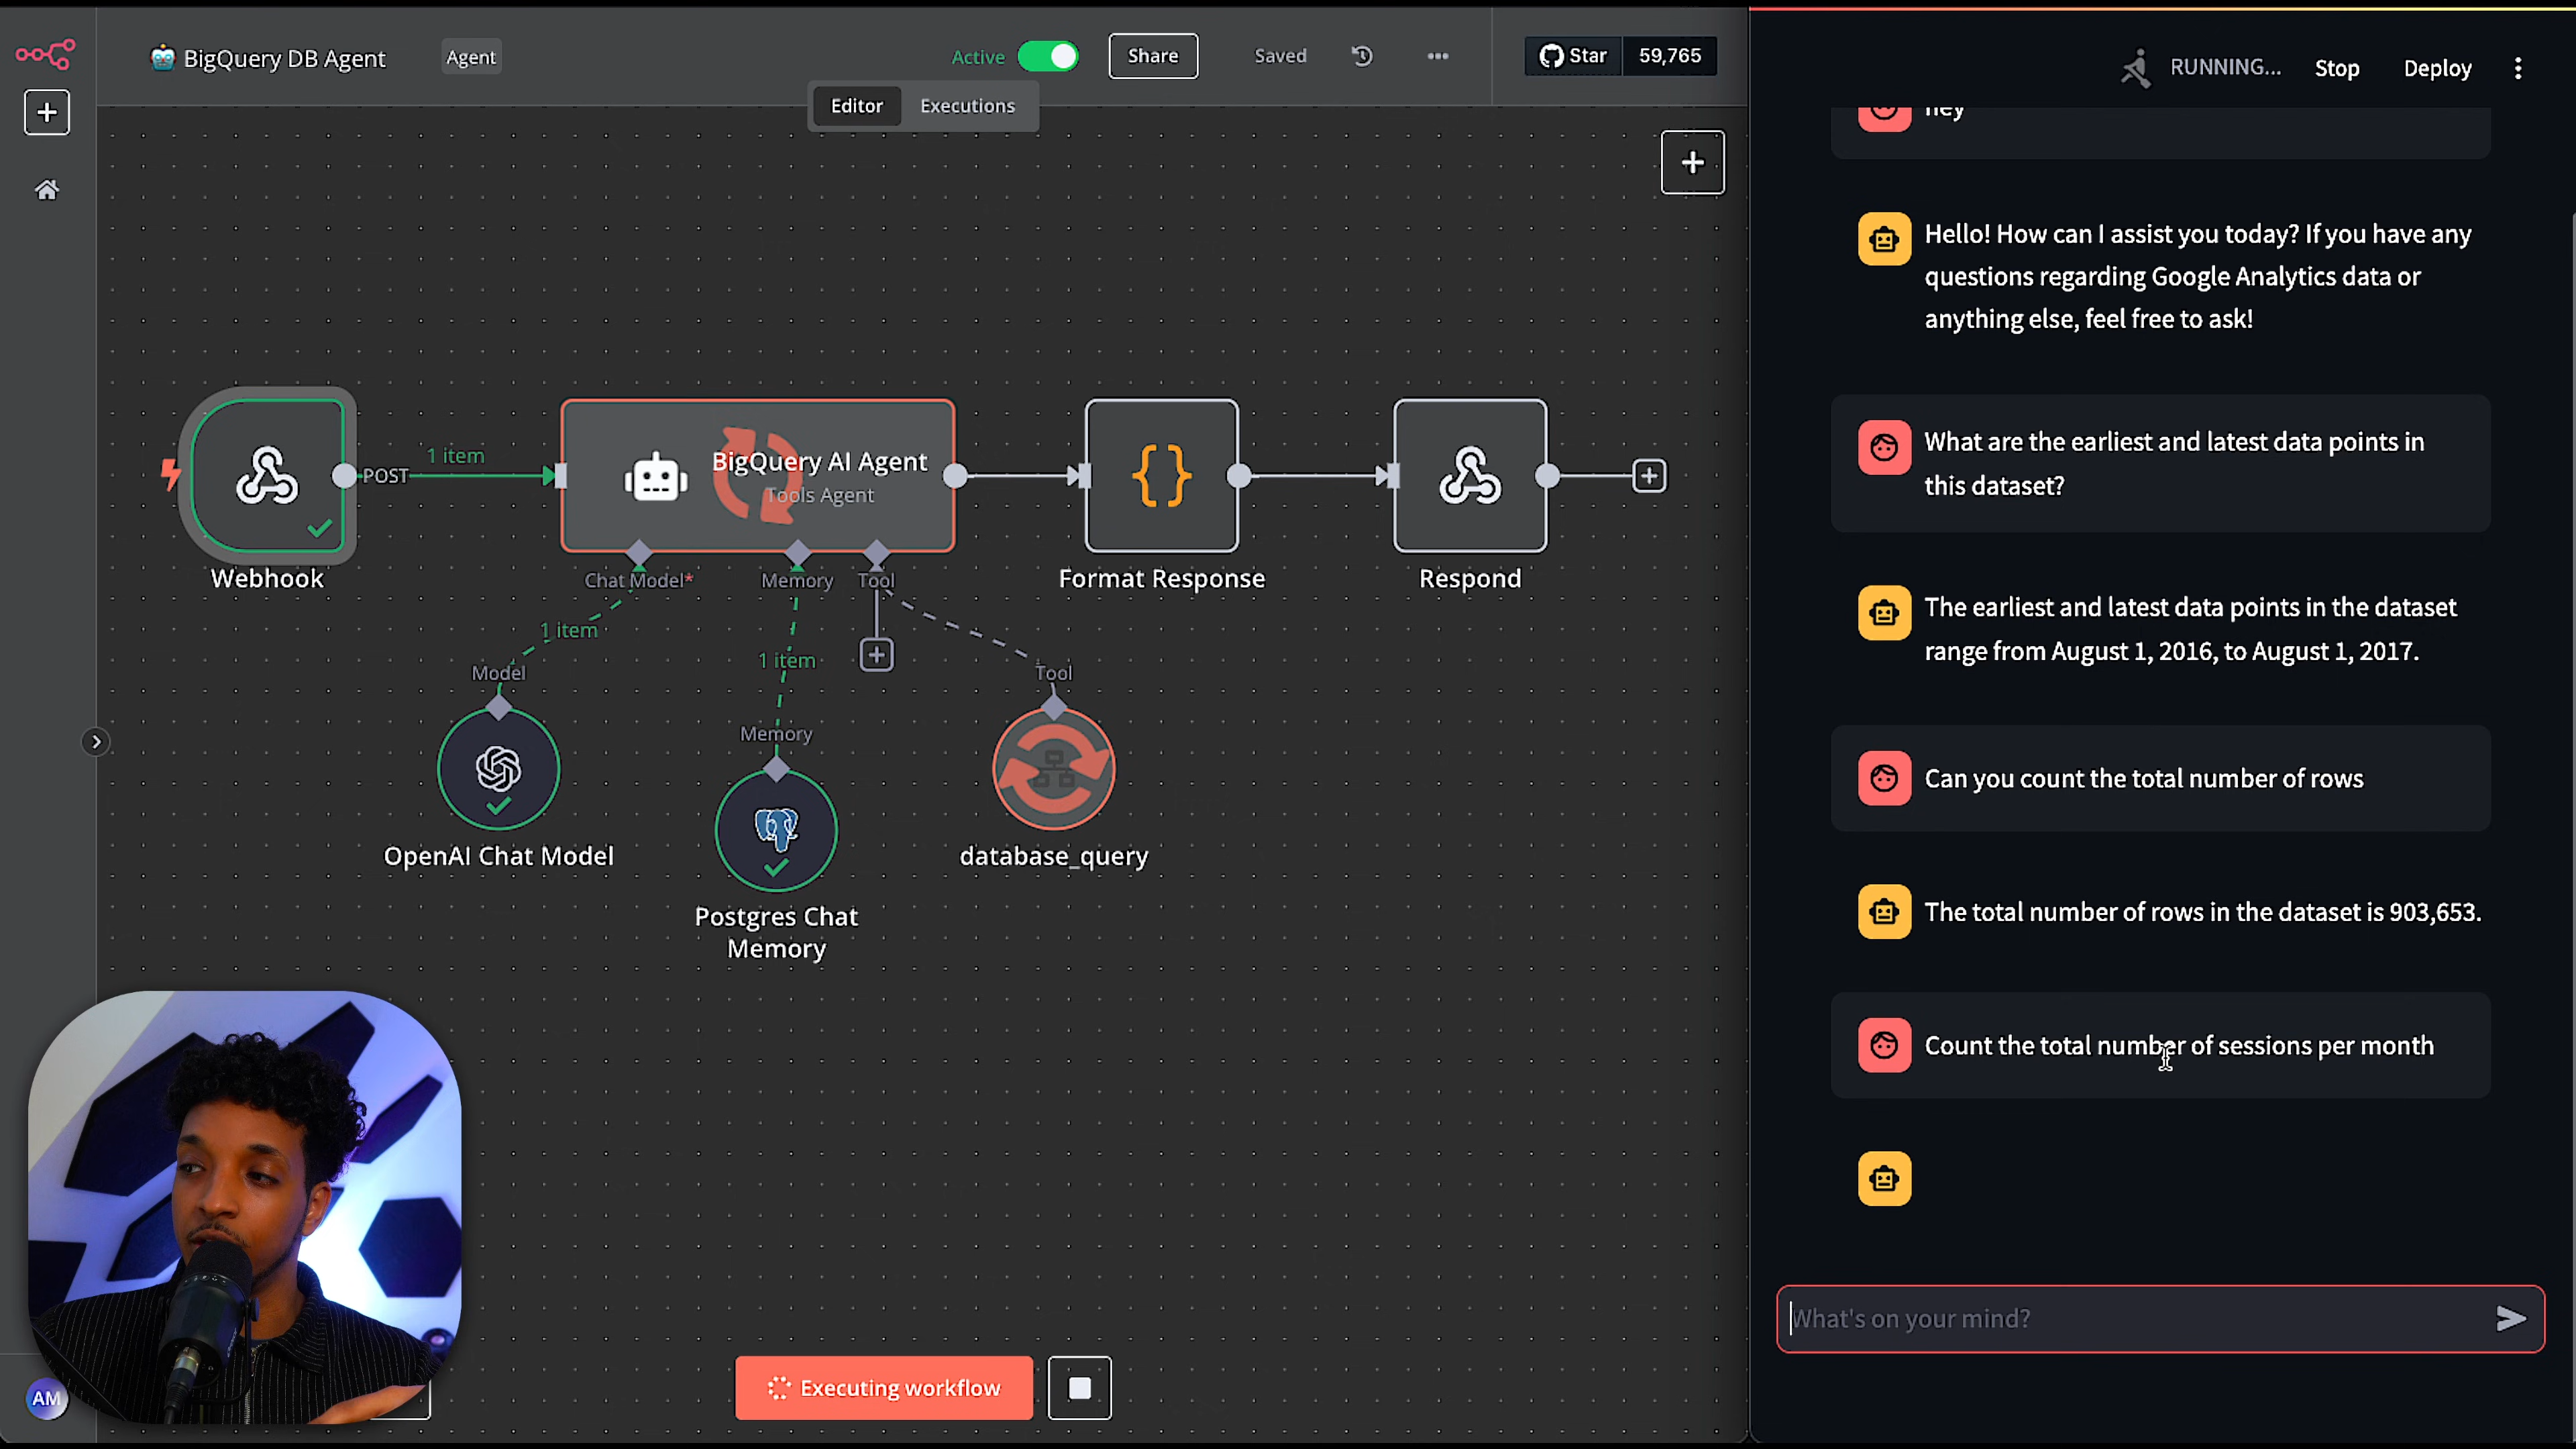 BigQuery DB Agent
Agent
Active
Share
Saved
Star
59,765
Editor
Executions
POST
1 item
BigQuery AI Agent
Tools Agent
Webhook
Chat Model*
Memory
Tool
Format Response
Respond
1 item
1 item
Model
Memory
Tool
OpenAI Chat Model
database_query
Postgres Chat
Memory
AM
Executing workflow
RUNNING...
Stop
Deploy
hey
Hello! How can I assist you today? If you have any
questions regarding Google Analytics data or
anything else, feel free to ask!
What are the earliest and latest data points in
this dataset?
The earliest and latest data points in the dataset
range from August 1, 2016, to August 1, 2017.
Can you count the total number of rows
The total number of rows in the dataset is 903,653.
Count the total number of sessions per month
What's on your mind?